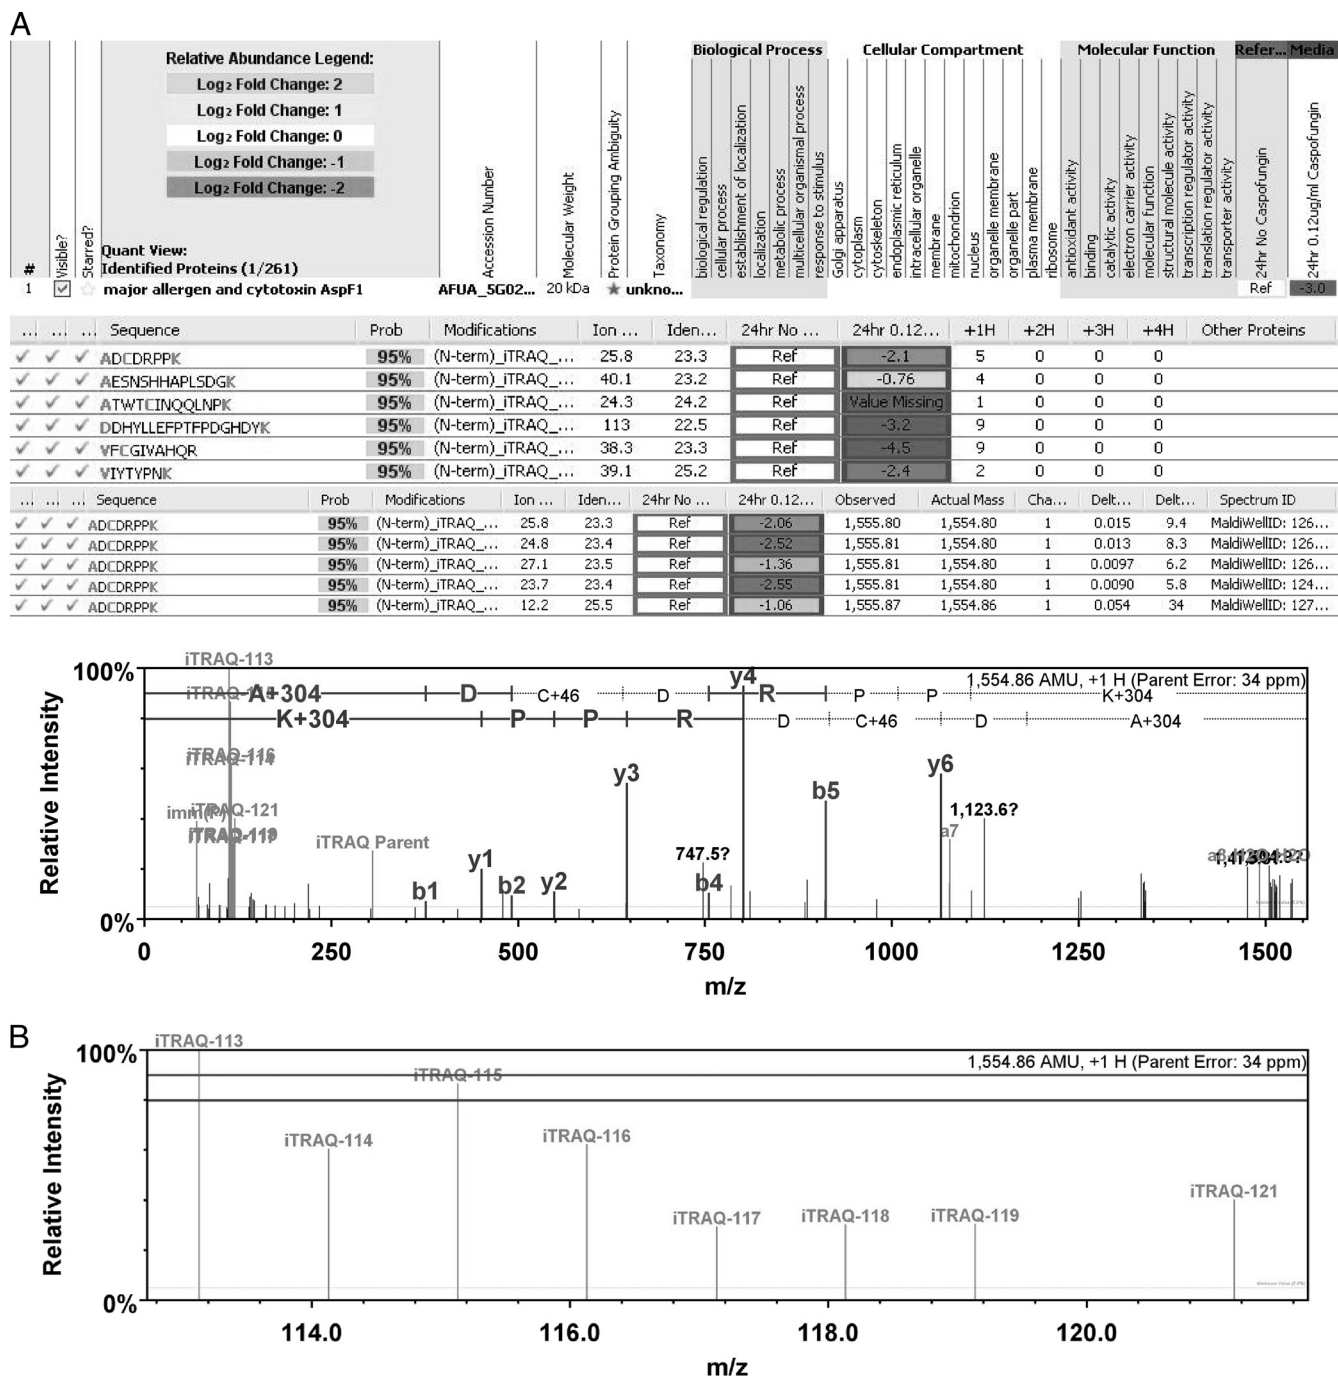 A
Relative Abundance Legend:
Log₂ Fold Change: 2
Log₂ Fold Change: 1
Log₂ Fold Change: 0
Log₂ Fold Change: -1
Log₂ Fold Change: -2
Quant View:
Identified Proteins (1/261)
#
Visible?
Starred?
Accession Number
Molecular Weight
Protein Grouping Ambiguity
Taxonomy
Biological Process
biological regulation
cellular process
establishment of localization
localization
metabolic process
multicellular organismal process
response to stimulus
Cellular Compartment
Golgi apparatus
cytoplasm
cytoskeleton
endoplasmic reticulum
intracellular organelle
membrane
mitochondrion
nucleus
organelle membrane
organelle part
plasma membrane
ribosome
Molecular Function
antioxidant activity
binding
catalytic activity
electron carrier activity
molecular function
structural molecule activity
transcription regulator activity
translation regulator activity
transporter activity
Refer...
24hr No Caspofungin
Media
24hr 0.12ug/ml Caspofungin
1 major allergen and cytotoxin AspF1 AFUA_5G02... 20 kDa ★ unkno... Ref -3.0
... ... ... Sequence Prob Modifications Ion ... Iden... 24hr No ... 24hr 0.12... +1H +2H +3H +4H Other Proteins
ADCDRPPK 95% (N-term)_iTRAQ_... 25.8 23.3 Ref -2.1 5 0 0 0
AESNSHHAPLSDGK 95% (N-term)_iTRAQ_... 40.1 23.2 Ref -0.76 4 0 0 0
ATWTCINQQLNPK 95% (N-term)_iTRAQ_... 24.3 24.2 Ref Value Missing 1 0 0 0
DDHYLLEFPTFPDGHDYK 95% (N-term)_iTRAQ_... 113 22.5 Ref -3.2 9 0 0 0
VFCGIVAHQR 95% (N-term)_iTRAQ_... 38.3 23.3 Ref -4.5 9 0 0 0
VIYTYPNK 95% (N-term)_iTRAQ_... 39.1 25.2 Ref -2.4 2 0 0 0
... ... ... Sequence Prob Modifications Ion ... Iden... 24hr No ... 24hr 0.12... Observed Actual Mass Cha... Delt... Delt... Spectrum ID
ADCDRPPK 95% (N-term)_iTRAQ_... 25.8 23.3 Ref -2.06 1,555.80 1,554.80 1 0.015 9.4 MaldiWellID: 126...
ADCDRPPK 95% (N-term)_iTRAQ_... 24.8 23.4 Ref -2.52 1,555.81 1,554.80 1 0.013 8.3 MaldiWellID: 126...
ADCDRPPK 95% (N-term)_iTRAQ_... 27.1 23.5 Ref -1.36 1,555.81 1,554.80 1 0.0097 6.2 MaldiWellID: 126...
ADCDRPPK 95% (N-term)_iTRAQ_... 23.7 23.4 Ref -2.55 1,555.81 1,554.80 1 0.0090 5.8 MaldiWellID: 124...
ADCDRPPK 95% (N-term)_iTRAQ_... 12.2 25.5 Ref -1.06 1,555.87 1,554.86 1 0.054 34 MaldiWellID: 127...
iTRAQ-113
100%
1,554.86 AMU, +1 H (Parent Error: 34 ppm)
A+304 D C+46 D R P P K+304
K+304 P P R D C+46 D A+304
iTRAQ-116
iTRAQ-114
iTRAQ-121
iTRAQ Parent
b1
y1
b2
y2
y3
747.5?
b4
y4
b5
y6
a7
1,123.6?
Relative Intensity
0%
0 250 500 750 1000 1250 1500
m/z
B
iTRAQ-113
100%
1,554.86 AMU, +1 H (Parent Error: 34 ppm)
iTRAQ-115
iTRAQ-114
iTRAQ-116
iTRAQ-121
iTRAQ-117
iTRAQ-118
iTRAQ-119
Relative Intensity
0%
114.0 116.0 118.0 120.0
m/z